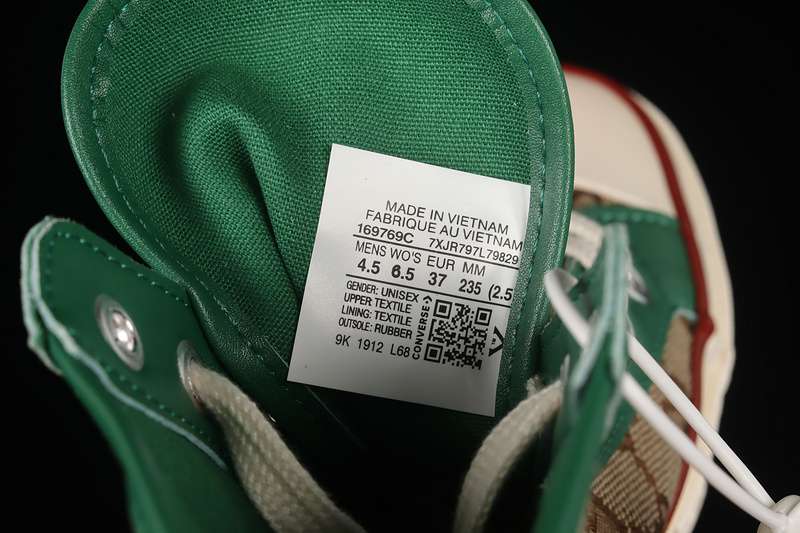 MADE IN VIETNAM
FABRIQUE AU VIETNAM
169769C 7XJR797L79829
MENS WO'S EUR MM
4.5 6.5 37 235 (2.5
GENDER: UNISEX
UPPER: TEXTILE
LINING: TEXTILE
OUTSOLE: RUBBER
9K 1912 L68
CONVERSE